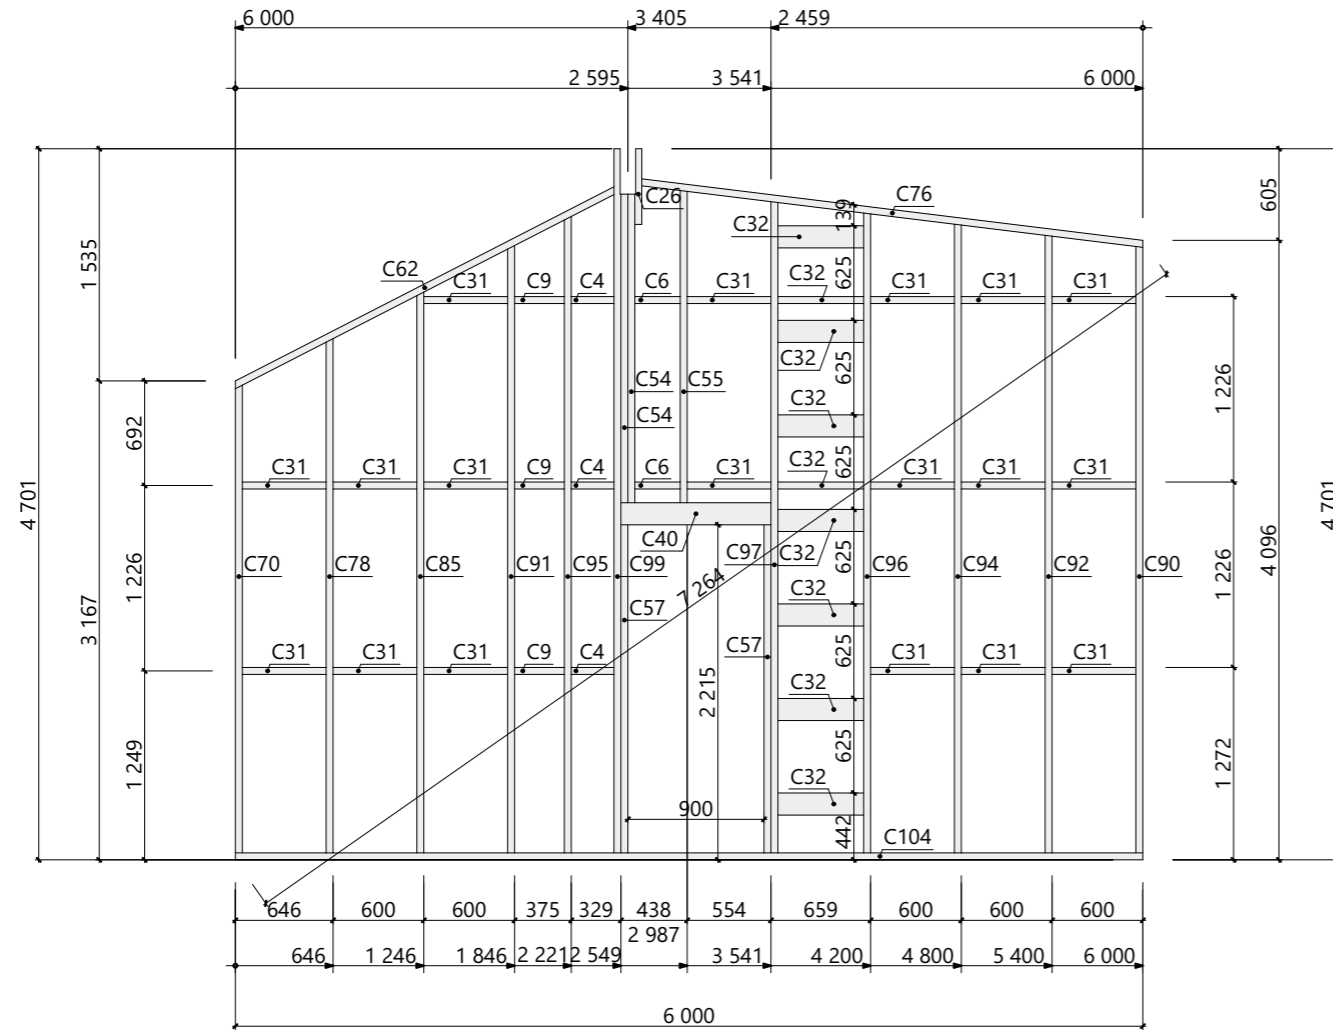 6 000 3 405 2 459
2 595 3 541 6 000
C26 C76 605
C32 139
1 535 C62 C31 C9 C4 C6 C31 C32 625 C31 C31 C31
C32 625
C54 C55 C32 1 226
C54
692 C31 C31 C31 C9 C4 C6 C31 C32 625 C31 C31 C31
4 701 4 096 4 701
C40
C70 C78 C85 C91 C95 C99 C97 C32 625 C96 C94 C92 C90
1 226 7 264 1 226
3 167 C57 C32
C31 C31 C31 C9 C4 C57 625 C31 C31 C31
2 215 C32
1 249 625 1 272
C32
900
442 C104
646 600 600 375 329 438 554 659 600 600 600
2 987
646 1 246 1 846 2 221 2 549 3 541 4 200 4 800 5 400 6 000
6 000